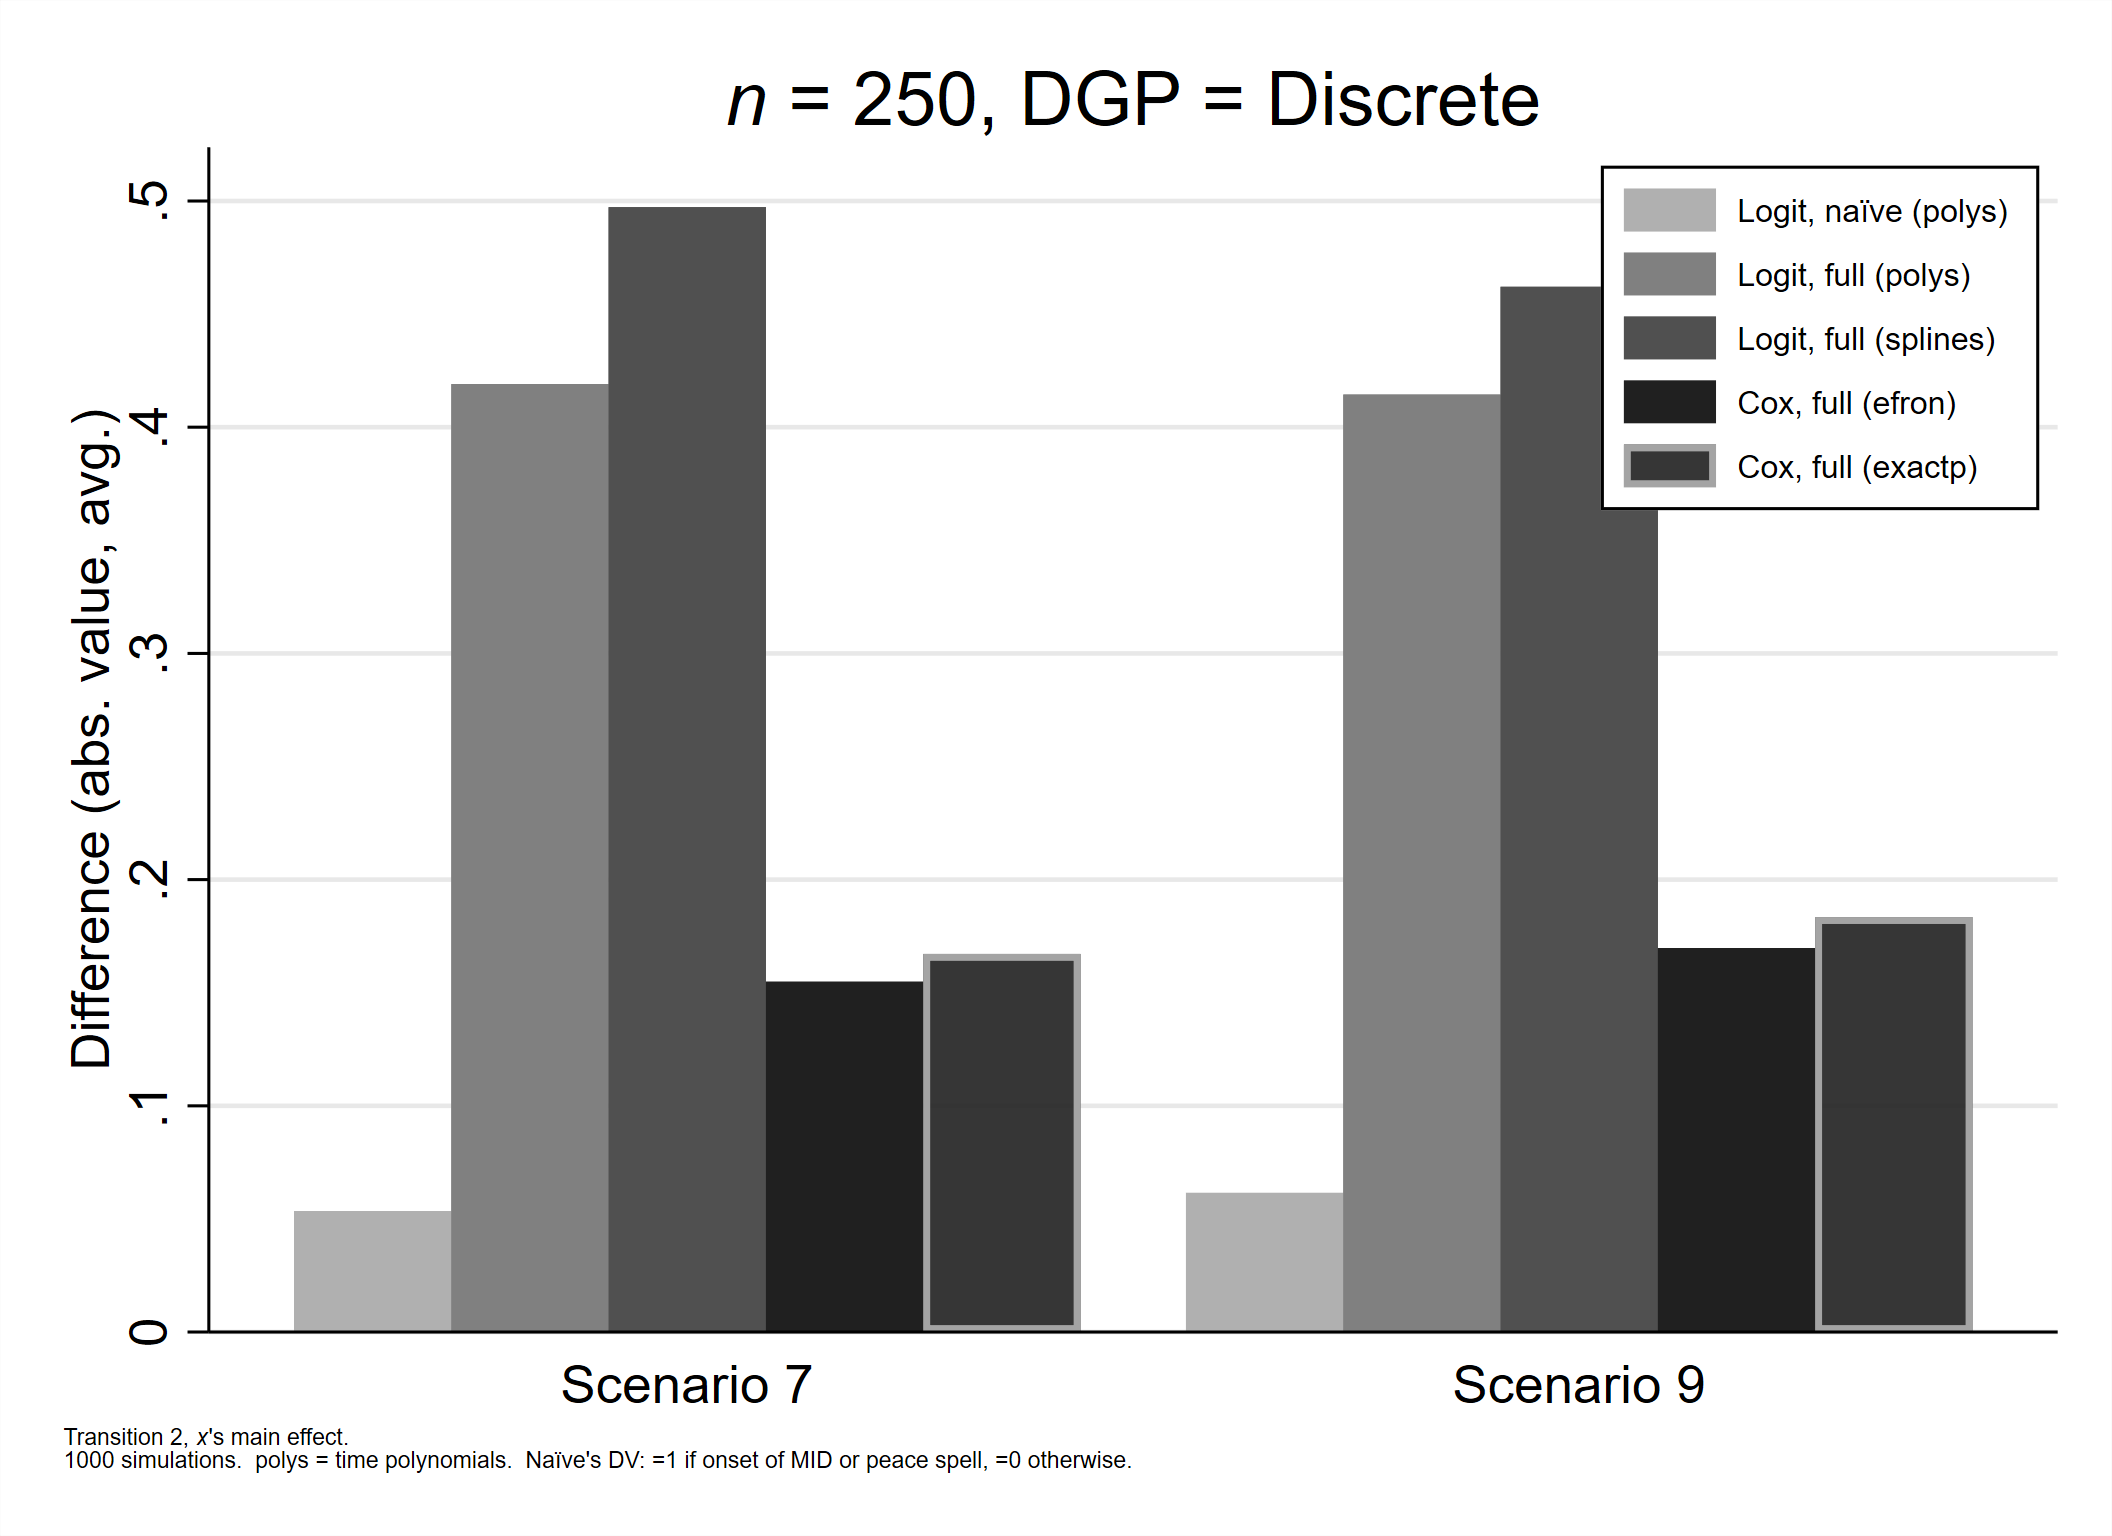 n = 250, DGP = Discrete
Difference (abs. value, avg.)
.5
.4
.3
.2
.1
0
Logit, naïve (polys)
Logit, full (polys)
Logit, full (splines)
Cox, full (efron)
Cox, full (exactp)
Scenario 7
Scenario 9
Transition 2, x's main effect.
1000 simulations.  polys = time polynomials.  Naïve's DV: =1 if onset of MID or peace spell, =0 otherwise.